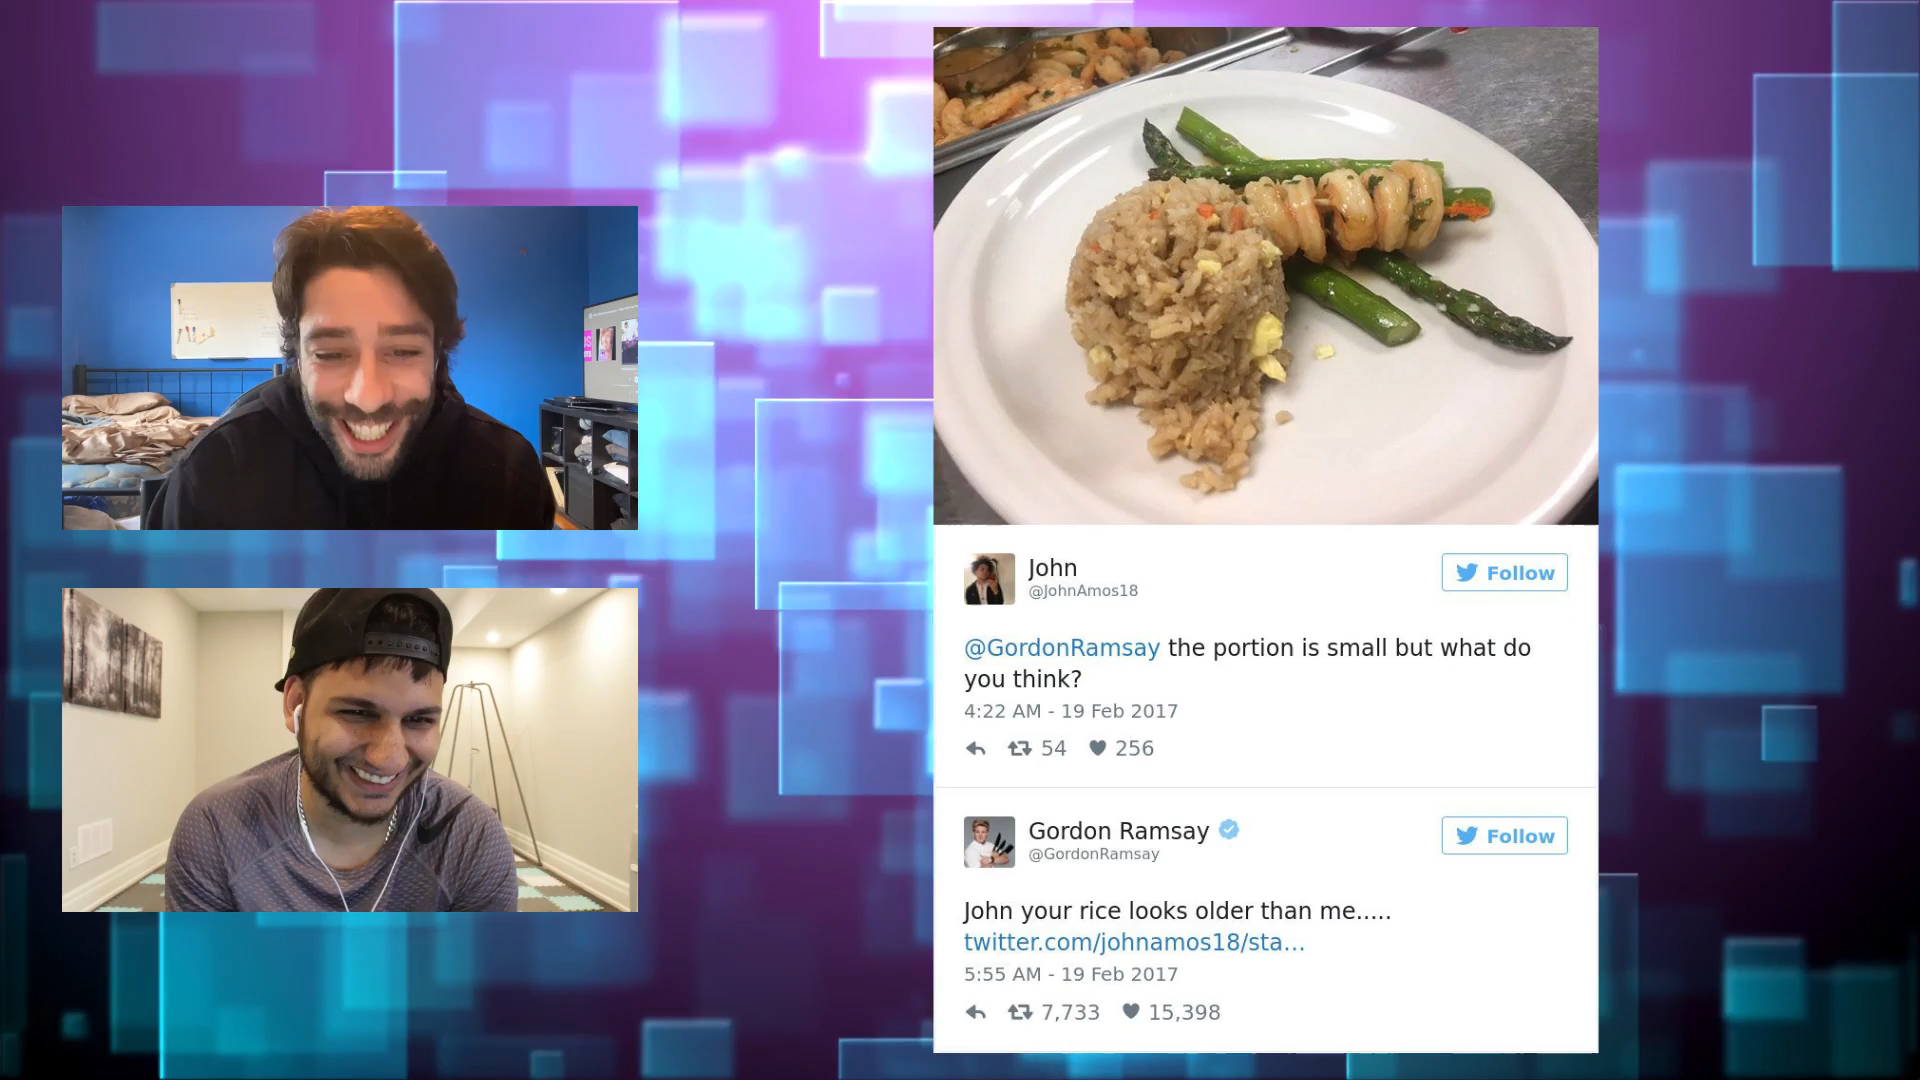 John
@JohnAmos18
Follow
@GordonRamsay the portion is small but what do
you think?
4:22 AM - 19 Feb 2017
54 256
Gordon Ramsay
@GordonRamsay
Follow
John your rice looks older than me.....
twitter.com/johnamos18/sta…
5:55 AM - 19 Feb 2017
7,733 15,398